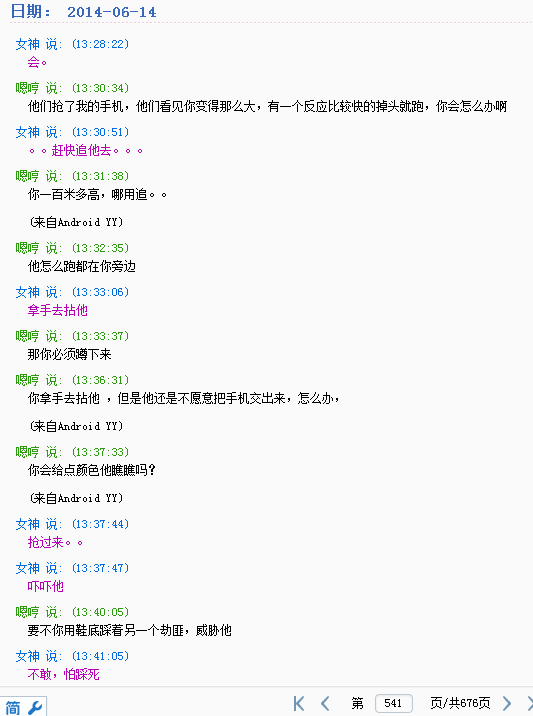 日期： 2014-06-14
女神 说: (13:28:22)
会。
嗯哼 说: (13:30:34)
他们抢了我的手机，他们看见你变得那么大，有一个反应比较快的掉头就跑，你会怎么办啊
女神 说: (13:30:51)
。。赶快追他去。。。
嗯哼 说: (13:31:38)
你一百米多高，哪用追。。
(来自Android YY)
嗯哼 说: (13:32:35)
他怎么跑都在你旁边
女神 说: (13:33:06)
拿手去拈他
嗯哼 说: (13:33:37)
那你必须蹲下来
嗯哼 说: (13:36:31)
你拿手去拈他 ，但是他还是不愿意把手机交出来，怎么办，
(来自Android YY)
嗯哼 说: (13:37:33)
你会给点颜色他瞧瞧吗？
(来自Android YY)
女神 说: (13:37:44)
抢过来。。
女神 说: (13:37:47)
吓吓他
嗯哼 说: (13:40:05)
要不你用鞋底踩着另一个劫匪，威胁他
女神 说: (13:41:05)
不敢，怕踩死
简 第 541 页/共676页